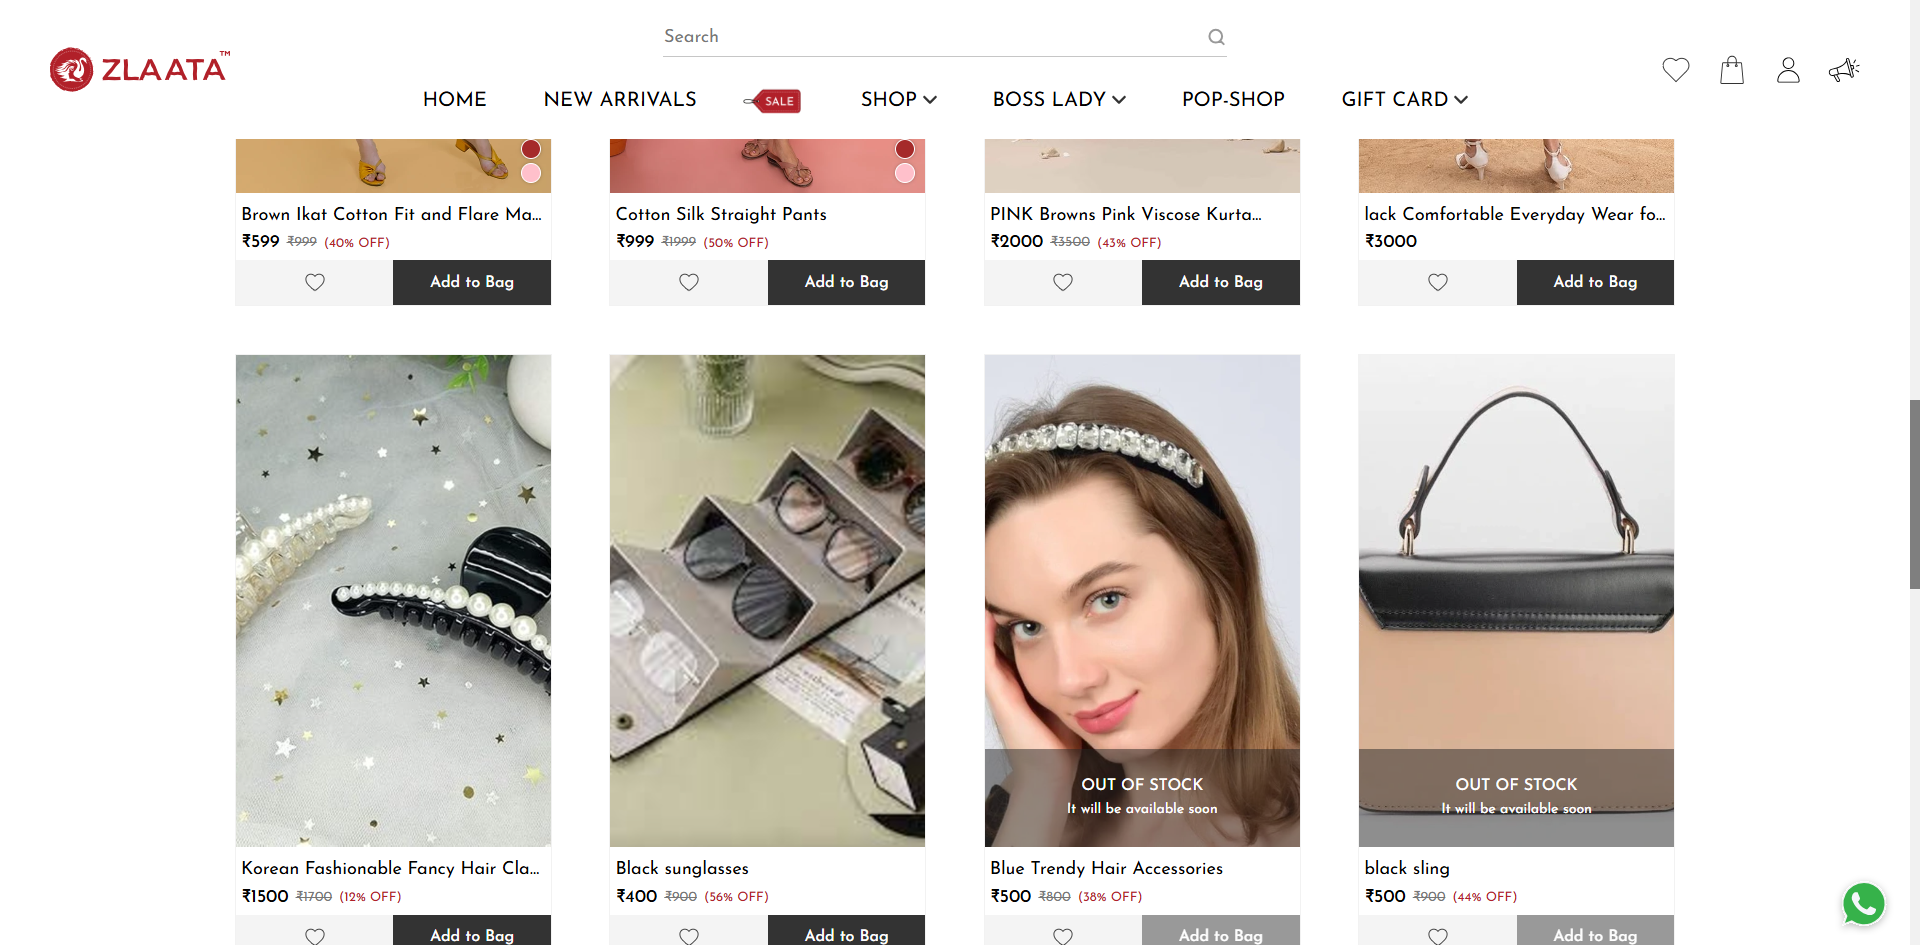 Search
ZLAATA™
HOME
NEW ARRIVALS
SALE
SHOP
BOSS LADY
POP-SHOP
GIFT CARD
Brown Ikat Cotton Fit and Flare Ma...
₹599 ₹999 (40% OFF)
Add to Bag
Cotton Silk Straight Pants
₹999 ₹1999 (50% OFF)
Add to Bag
PINK Browns Pink Viscose Kurta...
₹2000 ₹3500 (43% OFF)
Add to Bag
lack Comfortable Everyday Wear fo...
₹3000
Add to Bag
Korean Fashionable Fancy Hair Cla...
₹1500 ₹1700 (12% OFF)
Add to Bag
Black sunglasses
₹400 ₹900 (56% OFF)
Add to Bag
OUT OF STOCK
It will be available soon
Blue Trendy Hair Accessories
₹500 ₹800 (38% OFF)
Add to Bag
OUT OF STOCK
It will be available soon
black sling
₹500 ₹900 (44% OFF)
Add to Bag